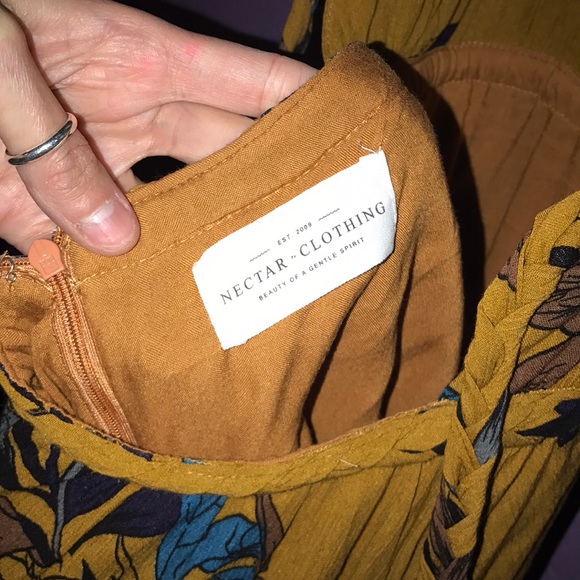 EST. 2009
NECTAR ~ CLOTHING
BEAUTY OF A GENTLE SPIRIT